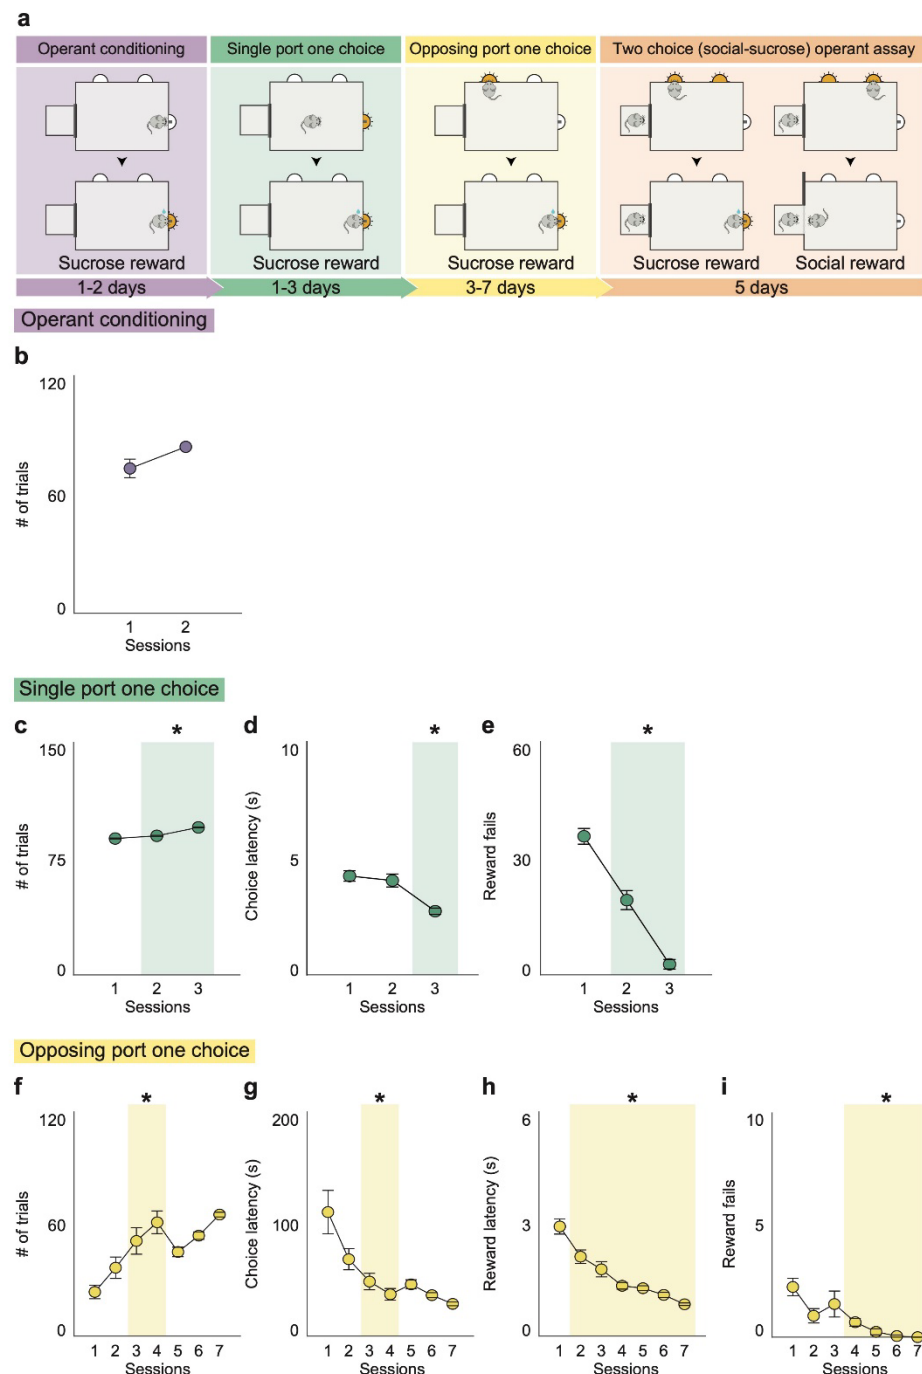 a
Operant conditioning Single port one choice Opposing port one choice Two choice (social-sucrose) operant assay
Sucrose reward Sucrose reward Sucrose reward Sucrose reward Social reward
1-2 days 1-3 days 3-7 days 5 days
Operant conditioning
b
120
60
0
# of trials
1 2
Sessions
Single port one choice
c
*
150
75
0
# of trials
1 2 3
Sessions
d
*
10
5
0
Choice latency (s)
1 2 3
Sessions
e
*
60
30
0
Reward fails
1 2 3
Sessions
Opposing port one choice
f
*
120
60
0
# of trials
1 2 3 4 5 6 7
Sessions
g
*
200
100
0
Choice latency (s)
1 2 3 4 5 6 7
Sessions
h
*
6
3
0
Reward latency (s)
1 2 3 4 5 6 7
Sessions
i
*
10
5
0
Reward fails
1 2 3 4 5 6 7
Sessions